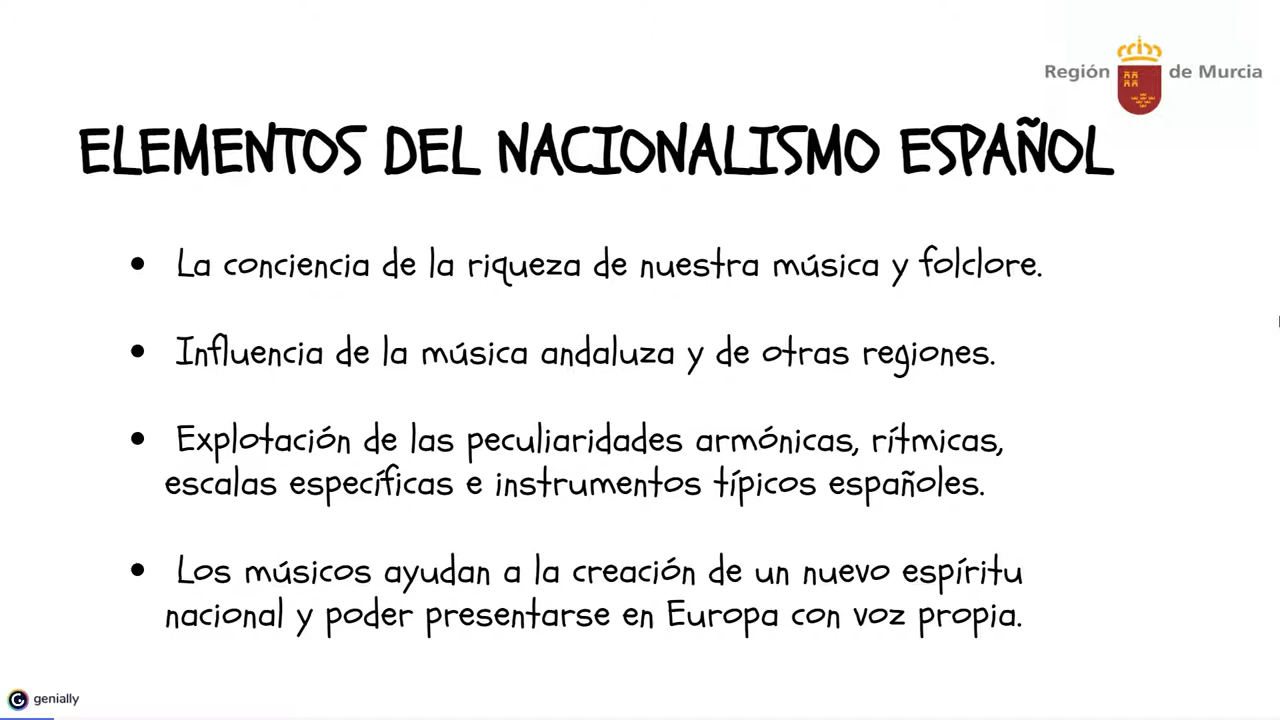 Región de Murcia
ELEMENTOS DEL NACIONALISMO ESPAÑOL
• La conciencia de la riqueza de nuestra música y folclore.
• Influencia de la música andaluza y de otras regiones.
• Explotación de las peculiaridades armónicas, rítmicas,
escalas específicas e instrumentos típicos españoles.
• Los músicos ayudan a la creación de un nuevo espíritu
nacional y poder presentarse en Europa con voz propia.
genially